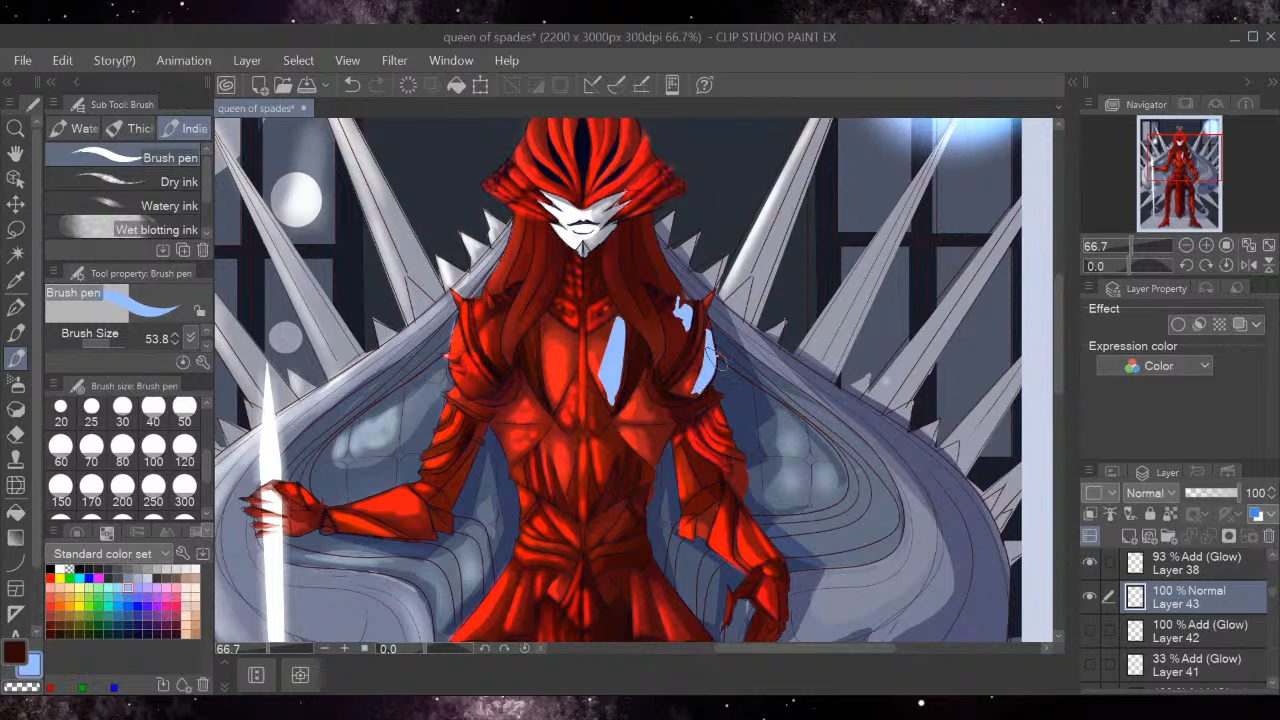 queen of spades* (2200 x 3000px 300dpi 66.7%)  - CLIP STUDIO PAINT EX
File Edit Layer Story(P) Animation Layer Select View Filter Window Help
Sub Tool: Brush
queen of spades*
Navigator
Wate Thicl Indie
Brush pen
Dry ink
Watery ink
Wet blotting ink
66.7
0.0
Tool property: Brush pen
Brush pen
Layer Property
Effect
Brush Size 53.8
Expression color
Color
Brush size: Brush pen
20 25 30 40 50
60 70 80 100 120
150 170 200 250 300
Layer
Normal 100
Standard color set
93 % Add (Glow)
Layer 38
100 % Normal
Layer 43
100 % Add (Glow)
Layer 42
33 % Add (Glow)
Layer 41
66.7 0.0